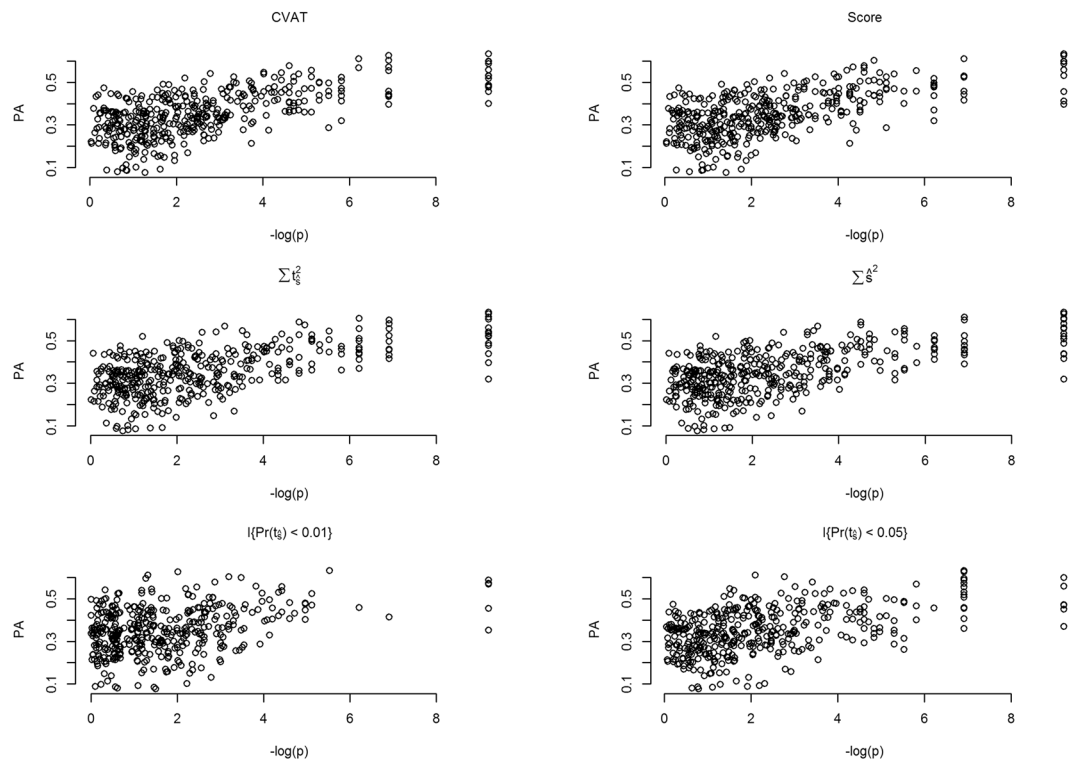 CVAT
PA
0.1 0.3 0.5
0 2 4 6 8
-log(p)
Score
PA
0.1 0.3 0.5
0 2 4 6 8
-log(p)
∑ t²ŝ
PA
0.1 0.3 0.5
0 2 4 6 8
-log(p)
∑ ŝ²
PA
0.1 0.3 0.5
0 2 4 6 8
-log(p)
I{Pr(tŝ) < 0.01}
PA
0.1 0.3 0.5
0 2 4 6 8
-log(p)
I{Pr(tŝ) < 0.05}
PA
0.1 0.3 0.5
0 2 4 6 8
-log(p)